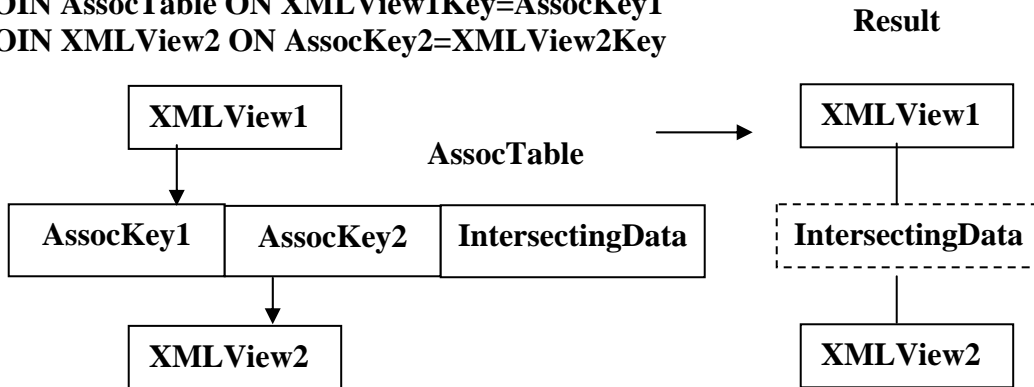 OIN AssocTable ON XMLView1Key=AssocKey1
OIN XMLView2 ON AssocKey2=XMLView2Key
Result
XMLView1
XMLView1
AssocTable
AssocKey1 AssocKey2 IntersectingData
IntersectingData
XMLView2
XMLView2